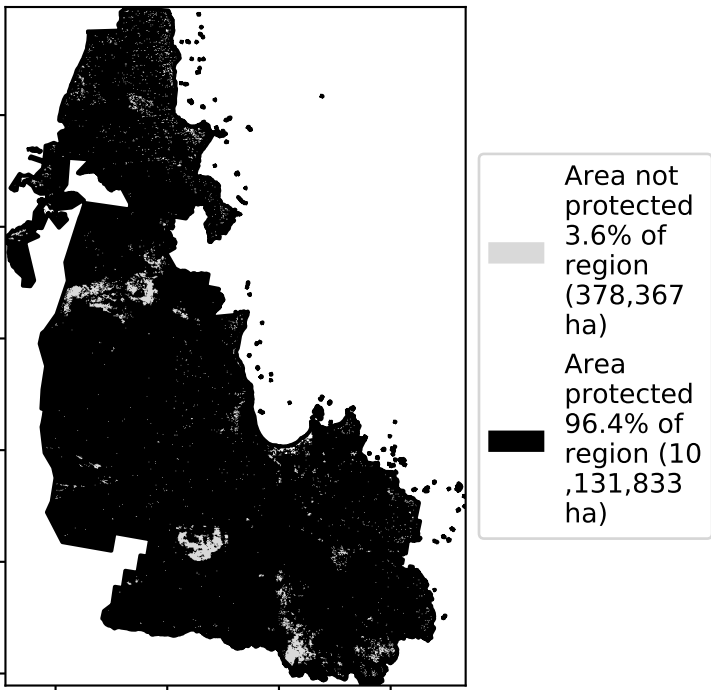 Area not
protected
3.6% of
region
(378,367
ha)
Area
protected
96.4% of
region (10
,131,833
ha)